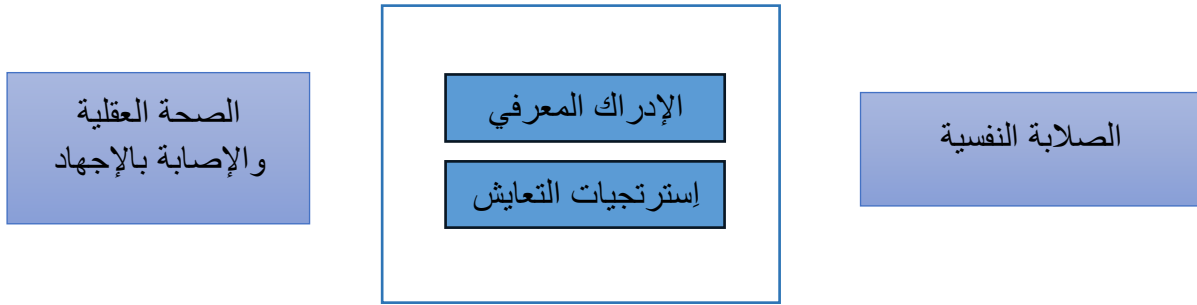 الصلابة النفسية
الإدراك المعرفي
اِسترتجيات التعايش
الصحة العقلية
والإصابة بالإجهاد